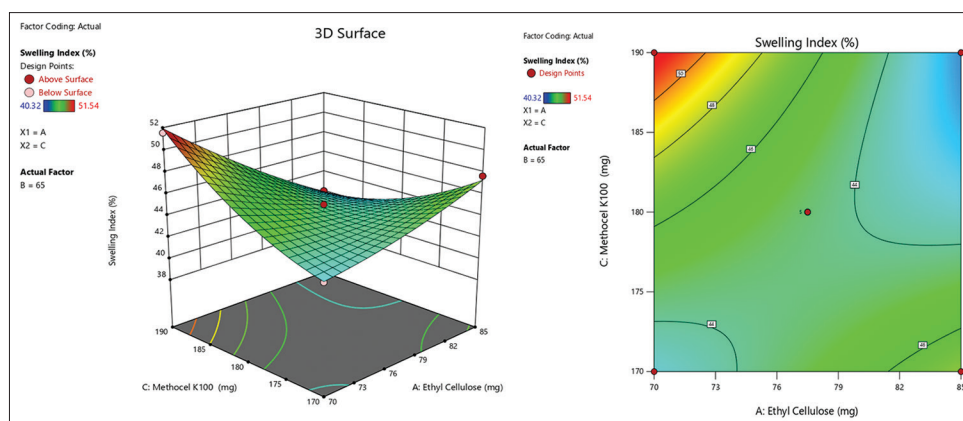 Factor Coding: Actual
3D Surface
Swelling Index (%)
Design Points:
Above Surface
Below Surface
40.32 51.54
X1 = A
X2 = C
Actual Factor
B = 65
Swelling Index (%)
52
50
48
46
44
42
40
38
190
185
180
175
170
C: Methocel K100 (mg)
70
73
76
79
82
85
A: Ethyl Cellulose (mg)
Factor Coding: Actual
Swelling Index (%)
Swelling Index (%)
Design Points
40.32 51.54
X1 = A
X2 = C
Actual Factor
B = 65
C: Methocel K100 (mg)
190
185
180
175
170
50
48
70
73
76
79
82
85
A: Ethyl Cellulose (mg)